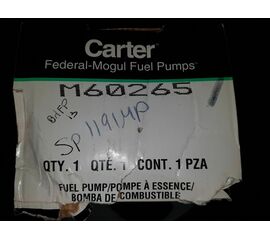 Carter®
Federal-Mogul Fuel Pumps
M60265
SP1191MP
QTY. 1 QTÉ. 1 CONT. 1 PZA
FUEL PUMP/POMPE À ESSENCE/
BOMBA DE COMBUSTIBLE